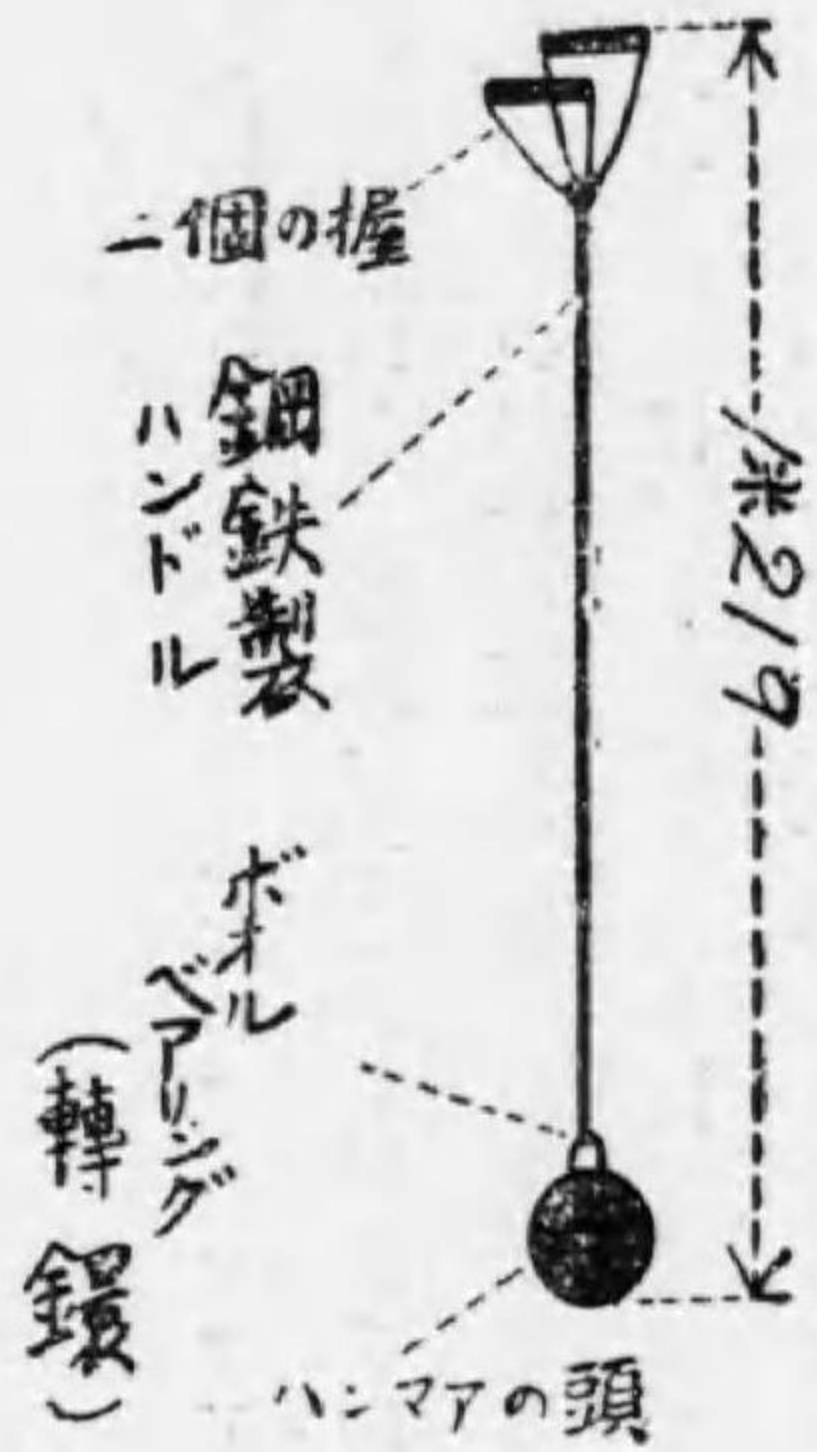 二個の握
鋼鉄製
ハンドル
1米219
ボオル
ベアリング
(轉鐶)
ハンマアの頭